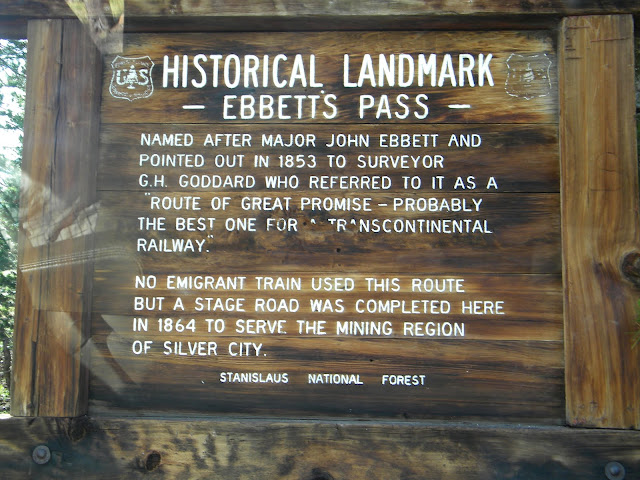 US
HISTORICAL LANDMARK
— EBBETTS PASS —
NAMED AFTER MAJOR JOHN EBBETT AND
POINTED OUT IN 1853 TO SURVEYOR
G.H. GODDARD WHO REFERRED TO IT AS A
"ROUTE OF GREAT PROMISE – PROBABLY
THE BEST ONE FOR A TRANSCONTINENTAL
RAILWAY."
NO EMIGRANT TRAIN USED THIS ROUTE
BUT A STAGE ROAD WAS COMPLETED HERE
IN 1864 TO SERVE THE MINING REGION
OF SILVER CITY.
STANISLAUS NATIONAL FOREST